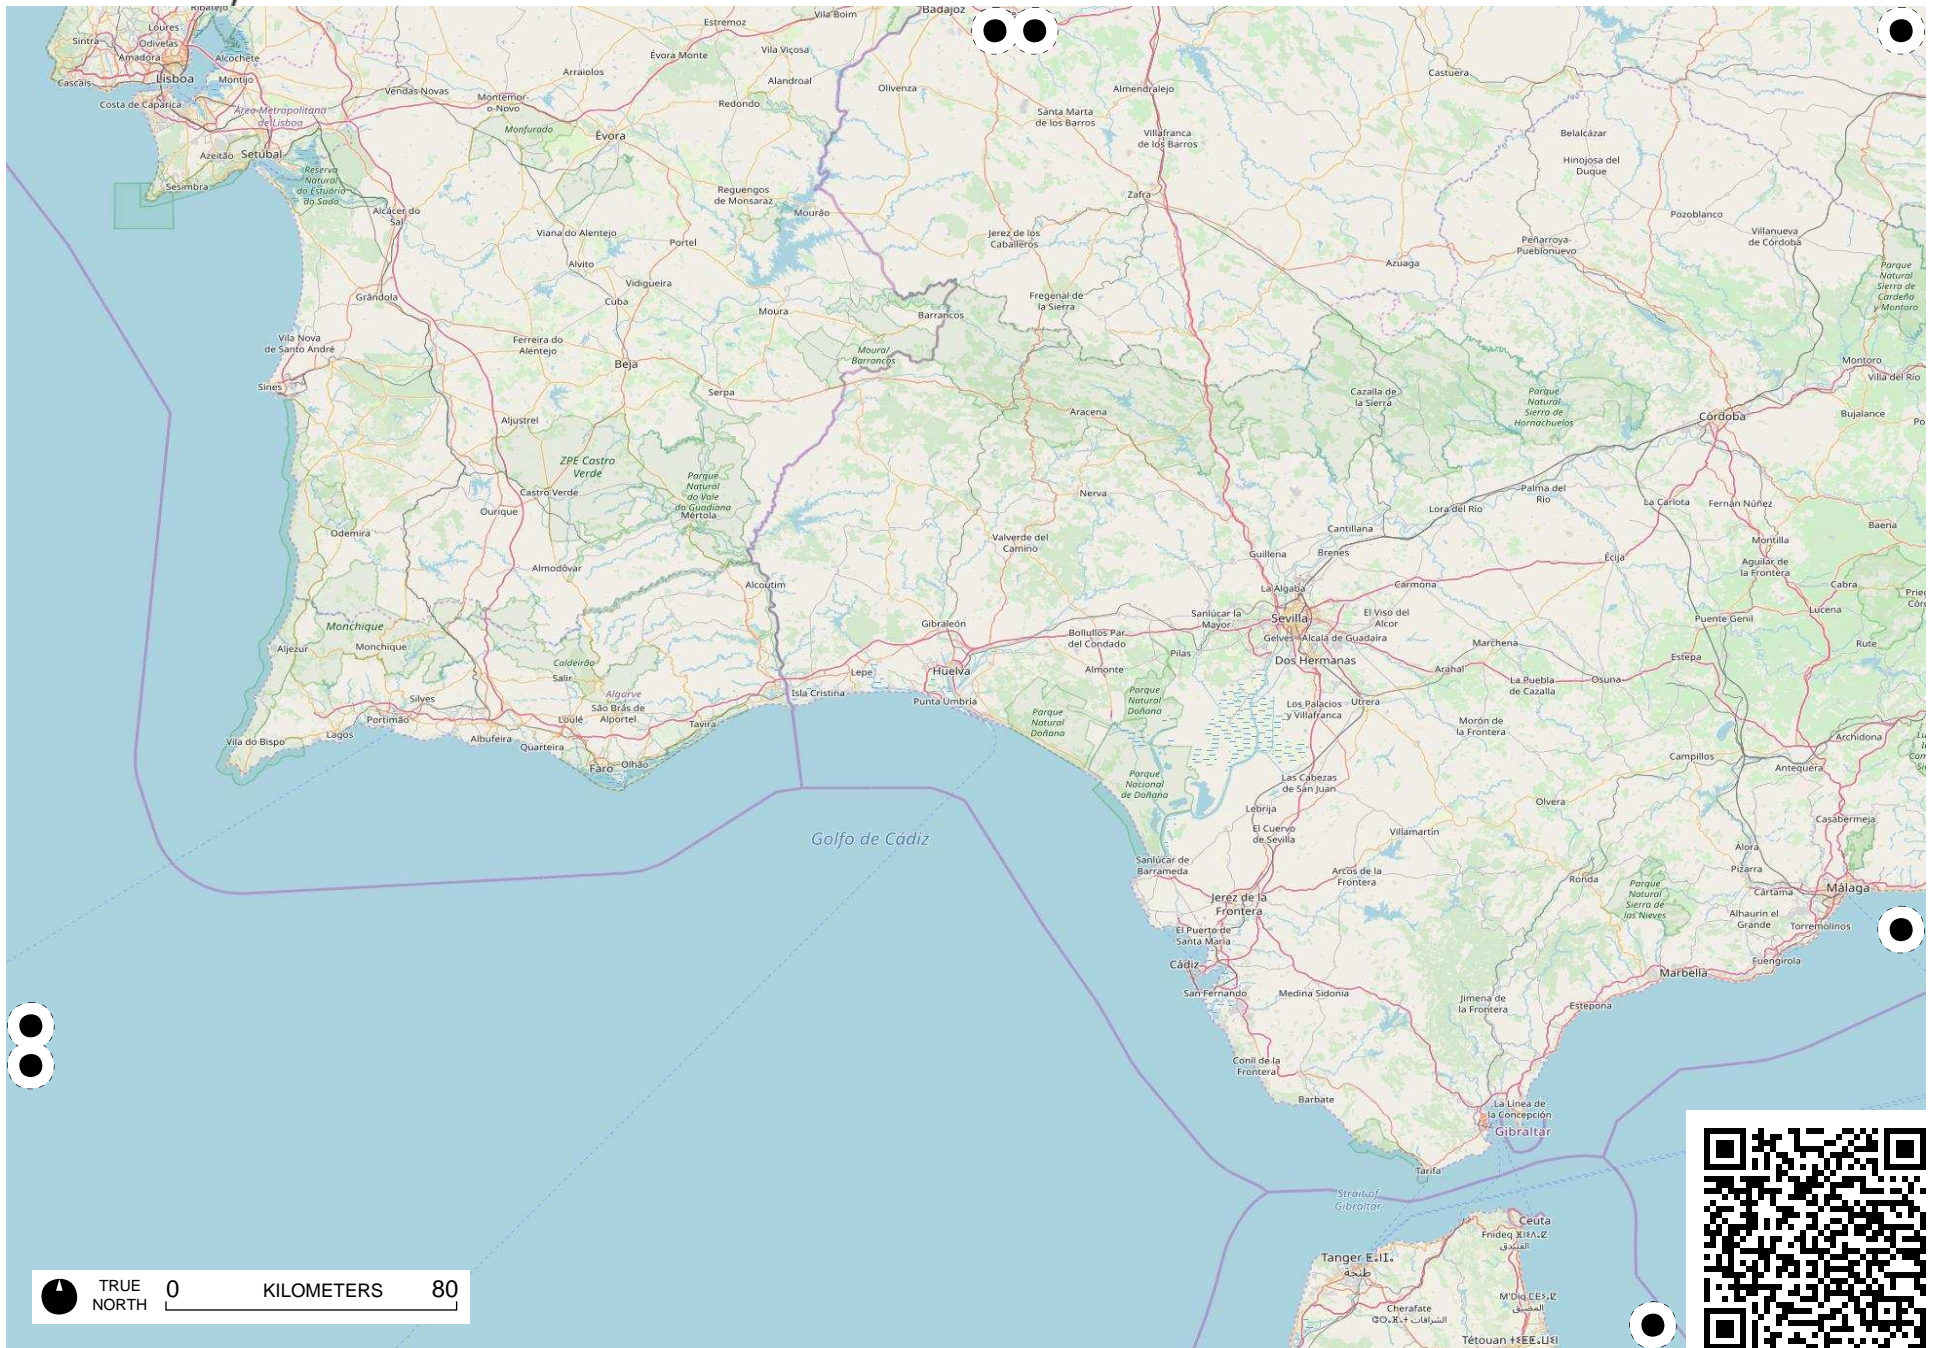 Ribatejo
Badajoz
Vila Boim
Estremoz
Loures
Sintra
Odivelas
Amadora
Alcochete
Lisboa
Cascais
Montijo
Costa de Caparica
Área Metropolitana
de Lisboa
Évora Monte
Vila Viçosa
Arraiolos
Alandroal
Vendas Novas
Montemor-
o-Novo
Redondo
Olivenza
Almendralejo
Castuera
Santa Marta
de los Barros
Monfurado
Évora
Villafranca
de los Barros
Belalcázar
Azeitão
Setúbal
Hinojosa del
Duque
Sesimbra
Reserva
Natural
do Estuário
do Sado
Reguengos
de Monsaraz
Mourão
Zafra
Alcácer do
Sal
Viana do Alentejo
Portel
Jerez de los
Caballeros
Pozoblanco
Villanueva
de Córdoba
Peñarroya-
Pueblonuevo
Alvito
Azuaga
Vidigueira
Cuba
Grândola
Moura
Barrancos
Fregenal de
la Sierra
Parque
Natural
Sierra de
Cardeña
y Montoro
Vila Nova
de Santo André
Ferreira do
Alentejo
Beja
Moura/
Barrancos
Montoro
Villa del Río
Sines
Serpa
Aljustrel
Aracena
Cazalla de
la Sierra
Parque
Natural
Sierra de
Hornachuelos
Córdoba
Bujalance
Po
ZPE Castro
Verde
Castro Verde
Parque
Natural
do Vale
do Guadiana
Mértola
Ourique
Nerva
Palma del
Río
Lora del Río
La Carlota
Fernán Núñez
Odemira
Valverde del
Camino
Cantillana
Guillena
Brenes
Écija
Montilla
Baena
Almodôvar
Alcoutim
La Algaba
Carmona
Aguilar de
la Frontera
Cabra
Prieg
Córc
Monchique
Monchique
Aljezur
Gibraleón
Bollullos Par
del Condado
Sanlúcar la
Mayor
Sevilla
El Viso del
Alcor
Lucena
Puente Genil
Gelves
Alcalá de Guadaíra
Marchena
Rute
Caldeirão
Salir
Lepe
Huelva
Almonte
Pilas
Dos Hermanas
Arahal
Estepa
Silves
Algarve
São Brás de
Alportel
Isla Cristina
Punta Umbría
Parque
Natural
Doñana
Parque
Natural
Doñana
Los Palacios
y Villafranca
Utrera
La Puebla
de Cazalla
Osuna
Portimão
Lagos
Loulé
Tavira
Vila do Bispo
Albufeira
Quarteira
Faro
Olhão
Morón de
la Frontera
Campillos
Archidona
Antequera
Parque
Nacional
de Doñana
Las Cabezas
de San Juan
Lebrija
Olvera
El Cuervo
de Sevilla
Villamartín
Casabermeja
Golfo de Cádiz
Sanlúcar de
Barrameda
Arcos de la
Frontera
Ronda
Álora
Pizarra
Jerez de la
Frontera
Parque
Natural
Sierra de
las Nieves
Cártama
Málaga
Alhaurín el
Grande
Torremolinos
El Puerto de
Santa María
Cádiz
Fuengirola
Marbella
San Fernando
Medina Sidonia
Jimena de
la Frontera
Estepona
Conil de la
Frontera
Barbate
La Línea de
la Concepción
Gibraltar
Tarifa
Strait of
Gibraltar
Ceuta
Fnideq ⴼⵏⵉⴷⵇ
الفنيدق
Tanger ⵟⴰⵏⵊⴰ
طنجة
M'Diq
المضيق
Cherafate
الشرافات
Tétouan
TRUE
NORTH
0 KILOMETERS 80